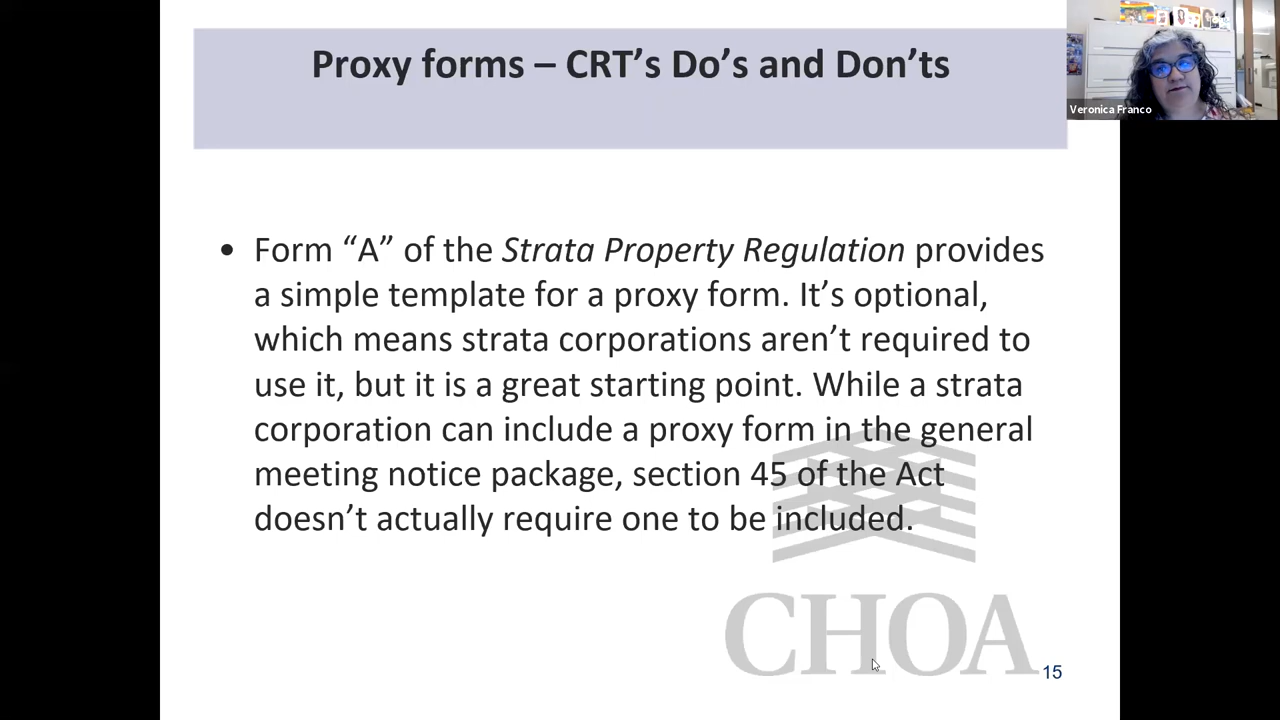 Proxy forms – CRT’s Do’s and Don’ts
Veronica Franco
• Form “A” of the Strata Property Regulation provides
a simple template for a proxy form. It’s optional,
which means strata corporations aren’t required to
use it, but it is a great starting point. While a strata
corporation can include a proxy form in the general
meeting notice package, section 45 of the Act
doesn’t actually require one to be included.
CHOA
15